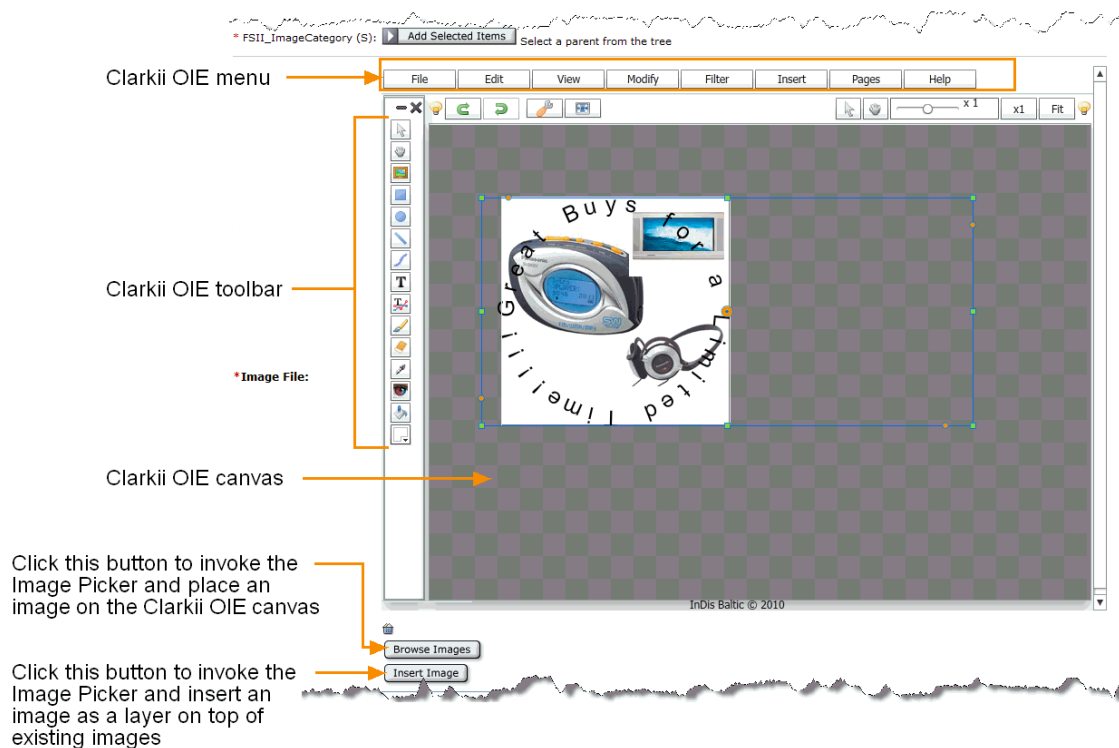 * FSII_ImageCategory (S): Add Selected Items Select a parent from the tree
Clarkii OIE menu
File Edit View Modify Filter Insert Pages Help
x 1 x1 Fit
Great Buys for a Limited Time!!!!!
Panasonic
Clarkii OIE toolbar
T
T
*Image File:
Clarkii OIE canvas
Click this button to invoke the
Image Picker and place an
image on the Clarkii OIE canvas
InDis Baltic © 2010
Browse Images
Click this button to invoke the
Image Picker and insert an
image as a layer on top of
existing images
Insert Image